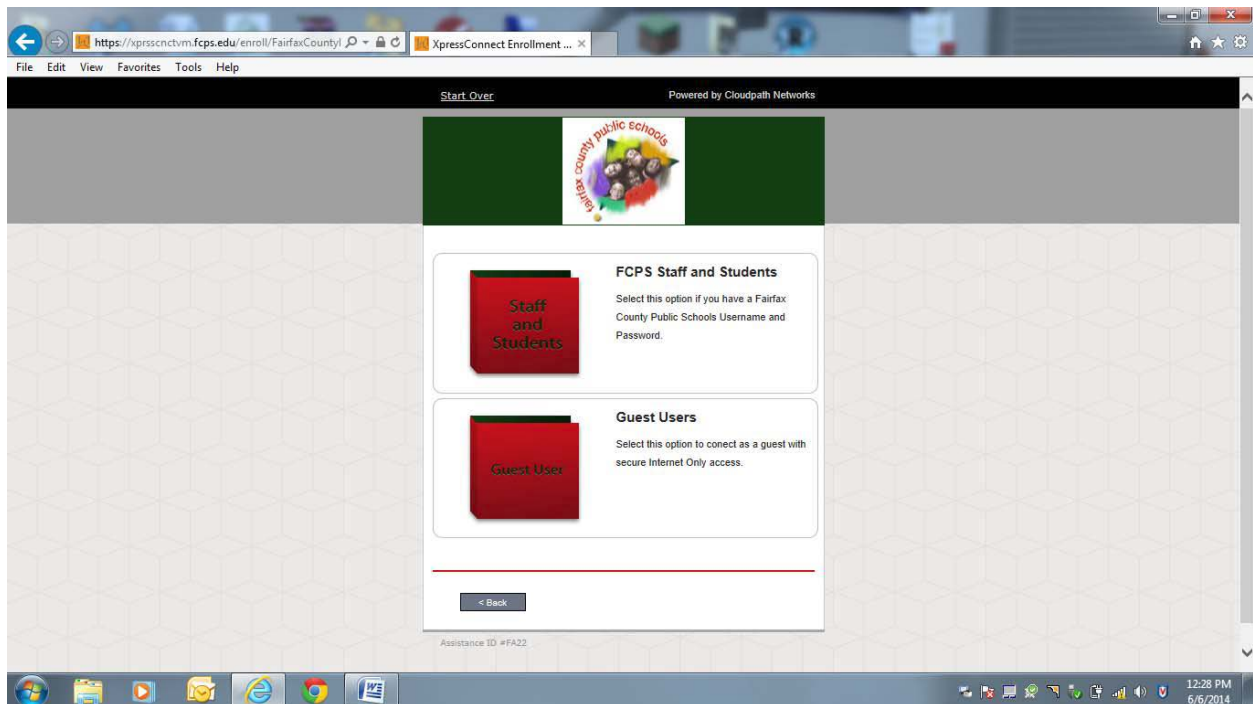 https://xprsscnctvm.fcps.edu/enroll/FairfaxCountyl
XpressConnect Enrollment ...
File Edit View Favorites Tools Help
Start Over
Powered by Cloudpath Networks
fairfax county public schools
Staff
and
Students
FCPS Staff and Students
Select this option if you have a Fairfax
County Public Schools Username and
Password.
Guest User
Guest Users
Select this option to conect as a guest with
secure Internet Only access.
< Back
Assistance ID #FA22
12:28 PM
6/6/2014